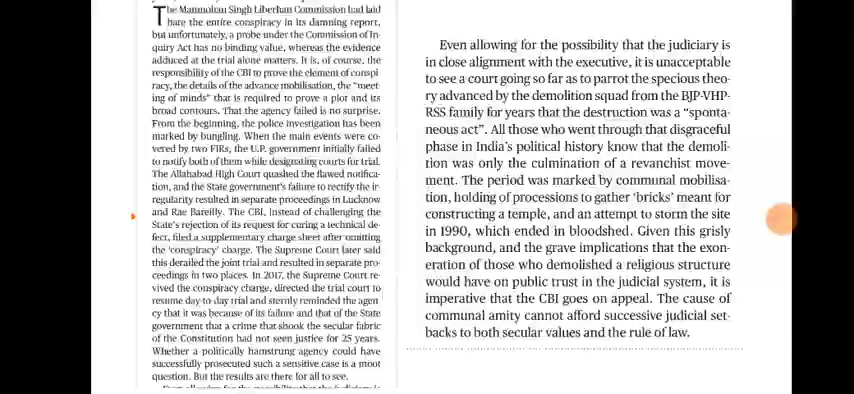 The Manmohan Singh Liberhan Commission had laid
bare the entire conspiracy in its damning report,
but unfortunately, a probe under the Commission of In-
quiry Act has no binding value, whereas the evidence
adduced at the trial alone matters. It is, of course, the
responsibility of the CBI to prove the element of conspi-
racy, the details of the advance mobilisation, the “meet-
ing of minds” that is required to prove a plot and its
broad contours. That the agency failed is no surprise.
From the beginning, the police investigation has been
marked by bungling. When the main events were co-
vered by two FIRs, the U.P. government initially failed
to notify both of them while designating courts for trial.
The Allahabad High Court quashed the flawed notifica-
tion, and the State government's failure to rectify the ir-
regularity resulted in separate proceedings in Lucknow
and Rae Bareilly. The CBI, instead of challenging the
State's rejection of its request for curing a technical de-
fect, filed a supplementary charge sheet after omitting
the ‘conspiracy’ charge. The Supreme Court later said
this derailed the joint trial and resulted in separate pro-
ceedings in two places. In 2017, the Supreme Court re-
vived the conspiracy charge, directed the trial court to
resume day-to-day trial and sternly reminded the agen-
cy that it was because of its failure and that of the State
government that a crime that shook the secular fabric
of the Constitution had not seen justice for 25 years.
Whether a politically hamstrung agency could have
successfully prosecuted such a sensitive case is a moot
question. But the results are there for all to see.
Even allowing for the possibility that the judiciary is
in close alignment with the executive, it is unacceptable
to see a court going so far as to parrot the specious theo-
ry advanced by the demolition squad from the BJP-VHP-
RSS family for years that the destruction was a “sponta-
neous act”. All those who went through that disgraceful
phase in India's political history know that the demoli-
tion was only the culmination of a revanchist move-
ment. The period was marked by communal mobilisa-
tion, holding of processions to gather ‘bricks’ meant for
constructing a temple, and an attempt to storm the site
in 1990, which ended in bloodshed. Given this grisly
background, and the grave implications that the exon-
eration of those who demolished a religious structure
would have on public trust in the judicial system, it is
imperative that the CBI goes on appeal. The cause of
communal amity cannot afford successive judicial set-
backs to both secular values and the rule of law.